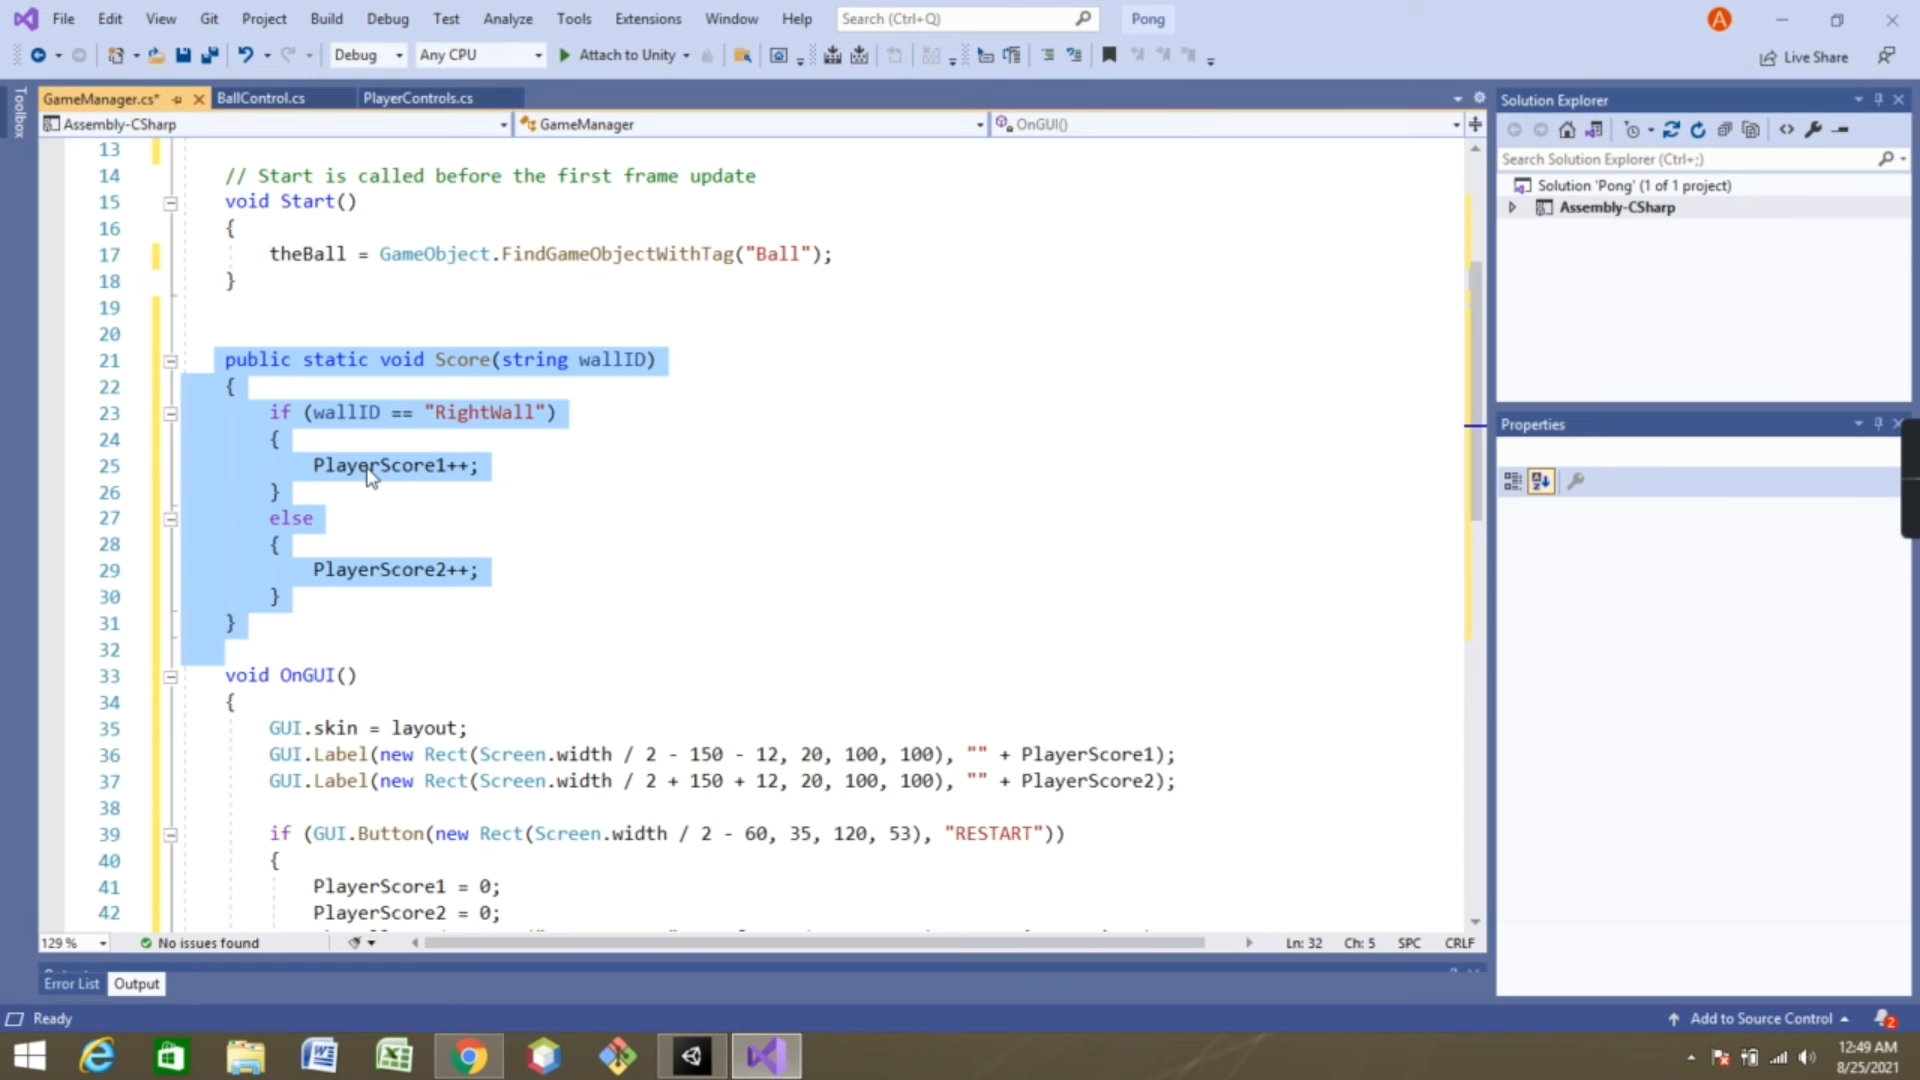 File Edit View Git Project Build Debug Test Analyze Tools Extensions Window Help Search (Ctrl+Q) Pong A
Debug Any CPU Attach to Unity Live Share
Toolbox
GameManager.cs* BallControl.cs PlayerControls.cs
Assembly-CSharp GameManager OnGUI()
13
14 // Start is called before the first frame update
15 void Start()
16 {
17 theBall = GameObject.FindGameObjectWithTag("Ball");
18 }
19
20
21 public static void Score(string wallID)
22 {
23 if (wallID == "RightWall")
24 {
25 PlayerScore1++;
26 }
27 else
28 {
29 PlayerScore2++;
30 }
31 }
32
33 void OnGUI()
34 {
35 GUI.skin = layout;
36 GUI.Label(new Rect(Screen.width / 2 - 150 - 12, 20, 100, 100), "" + PlayerScore1);
37 GUI.Label(new Rect(Screen.width / 2 + 150 + 12, 20, 100, 100), "" + PlayerScore2);
38
39 if (GUI.Button(new Rect(Screen.width / 2 - 60, 35, 120, 53), "RESTART"))
40 {
41 PlayerScore1 = 0;
42 PlayerScore2 = 0;
129 % No issues found Ln: 32 Ch: 5 SPC CRLF
Error List Output
Solution Explorer
Search Solution Explorer (Ctrl+;)
Solution 'Pong' (1 of 1 project)
Assembly-CSharp
Properties
Ready Add to Source Control 2
12:49 AM
8/25/2021